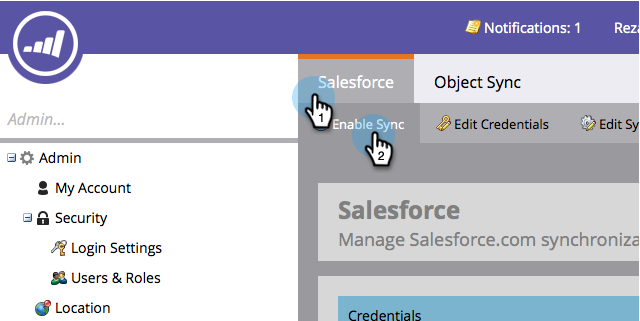 Notifications: 1 Reza
Salesforce Object Sync
1
Enable Sync Edit Credentials Edit Sy
2
Admin...
Admin
My Account
Security
Login Settings
Users & Roles
Location
Salesforce
Manage Salesforce.com synchroniza
Credentials